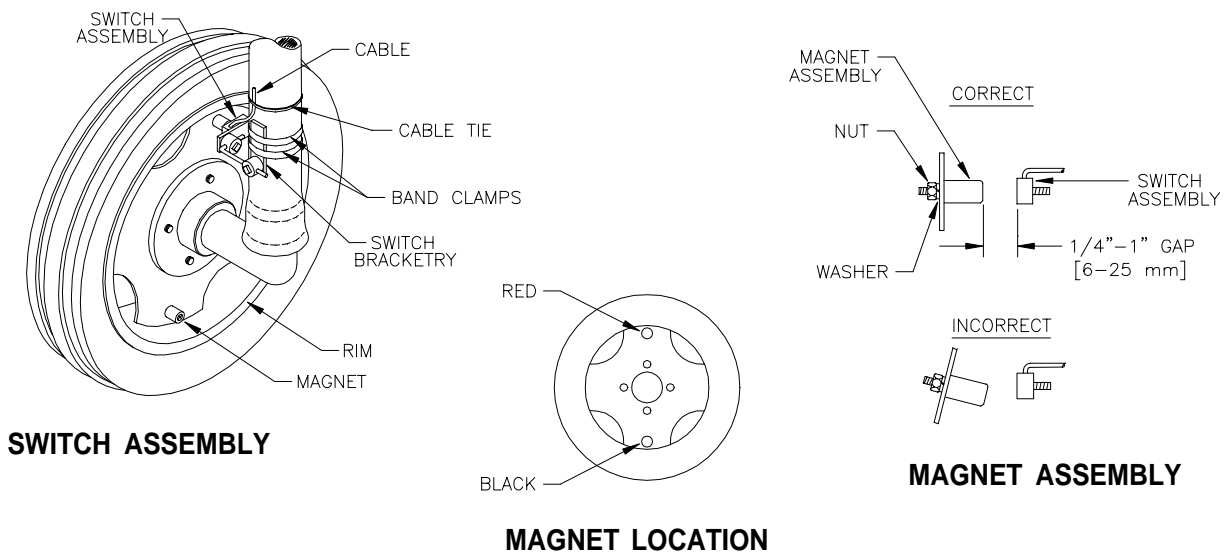 SWITCH
ASSEMBLY
CABLE
CABLE TIE
BAND CLAMPS
SWITCH
BRACKETRY
RIM
MAGNET
SWITCH ASSEMBLY
RED
BLACK
MAGNET LOCATION
MAGNET
ASSEMBLY
CORRECT
NUT
SWITCH
ASSEMBLY
WASHER
1/4"-1" GAP
[6-25 mm]
INCORRECT
MAGNET ASSEMBLY